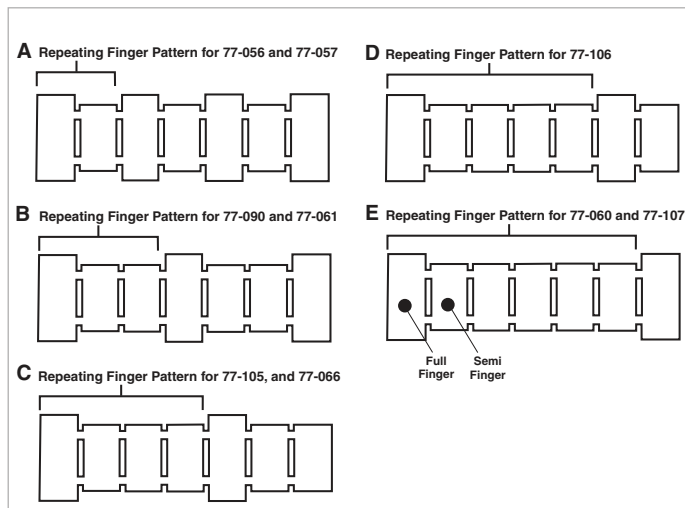 A Repeating Finger Pattern for 77-056 and 77-057
B Repeating Finger Pattern for 77-090 and 77-061
C Repeating Finger Pattern for 77-105, and 77-066
D Repeating Finger Pattern for 77-106
E Repeating Finger Pattern for 77-060 and 77-107
Full
Finger
Semi
Finger